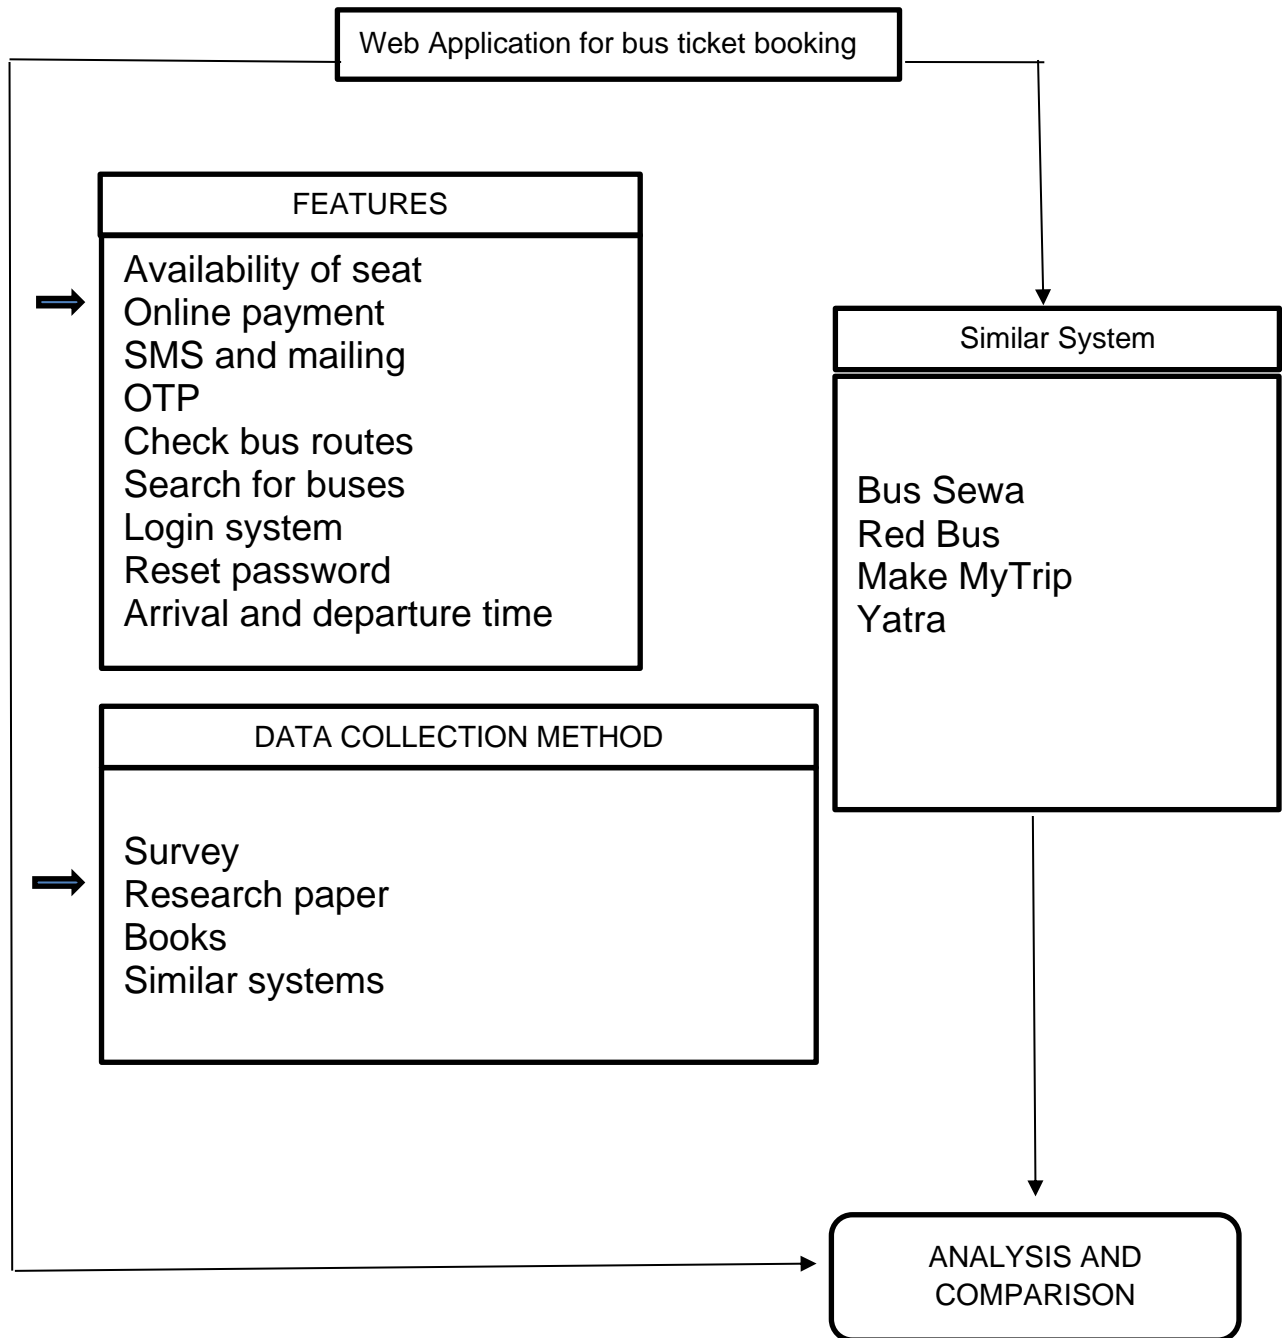 Web Application for bus ticket booking
FEATURES
Availability of seat
Online payment
SMS and mailing
OTP
Check bus routes
Search for buses
Login system
Reset password
Arrival and departure time
Similar System
Bus Sewa
Red Bus
Make MyTrip
Yatra
DATA COLLECTION METHOD
Survey
Research paper
Books
Similar systems
ANALYSIS AND
COMPARISON